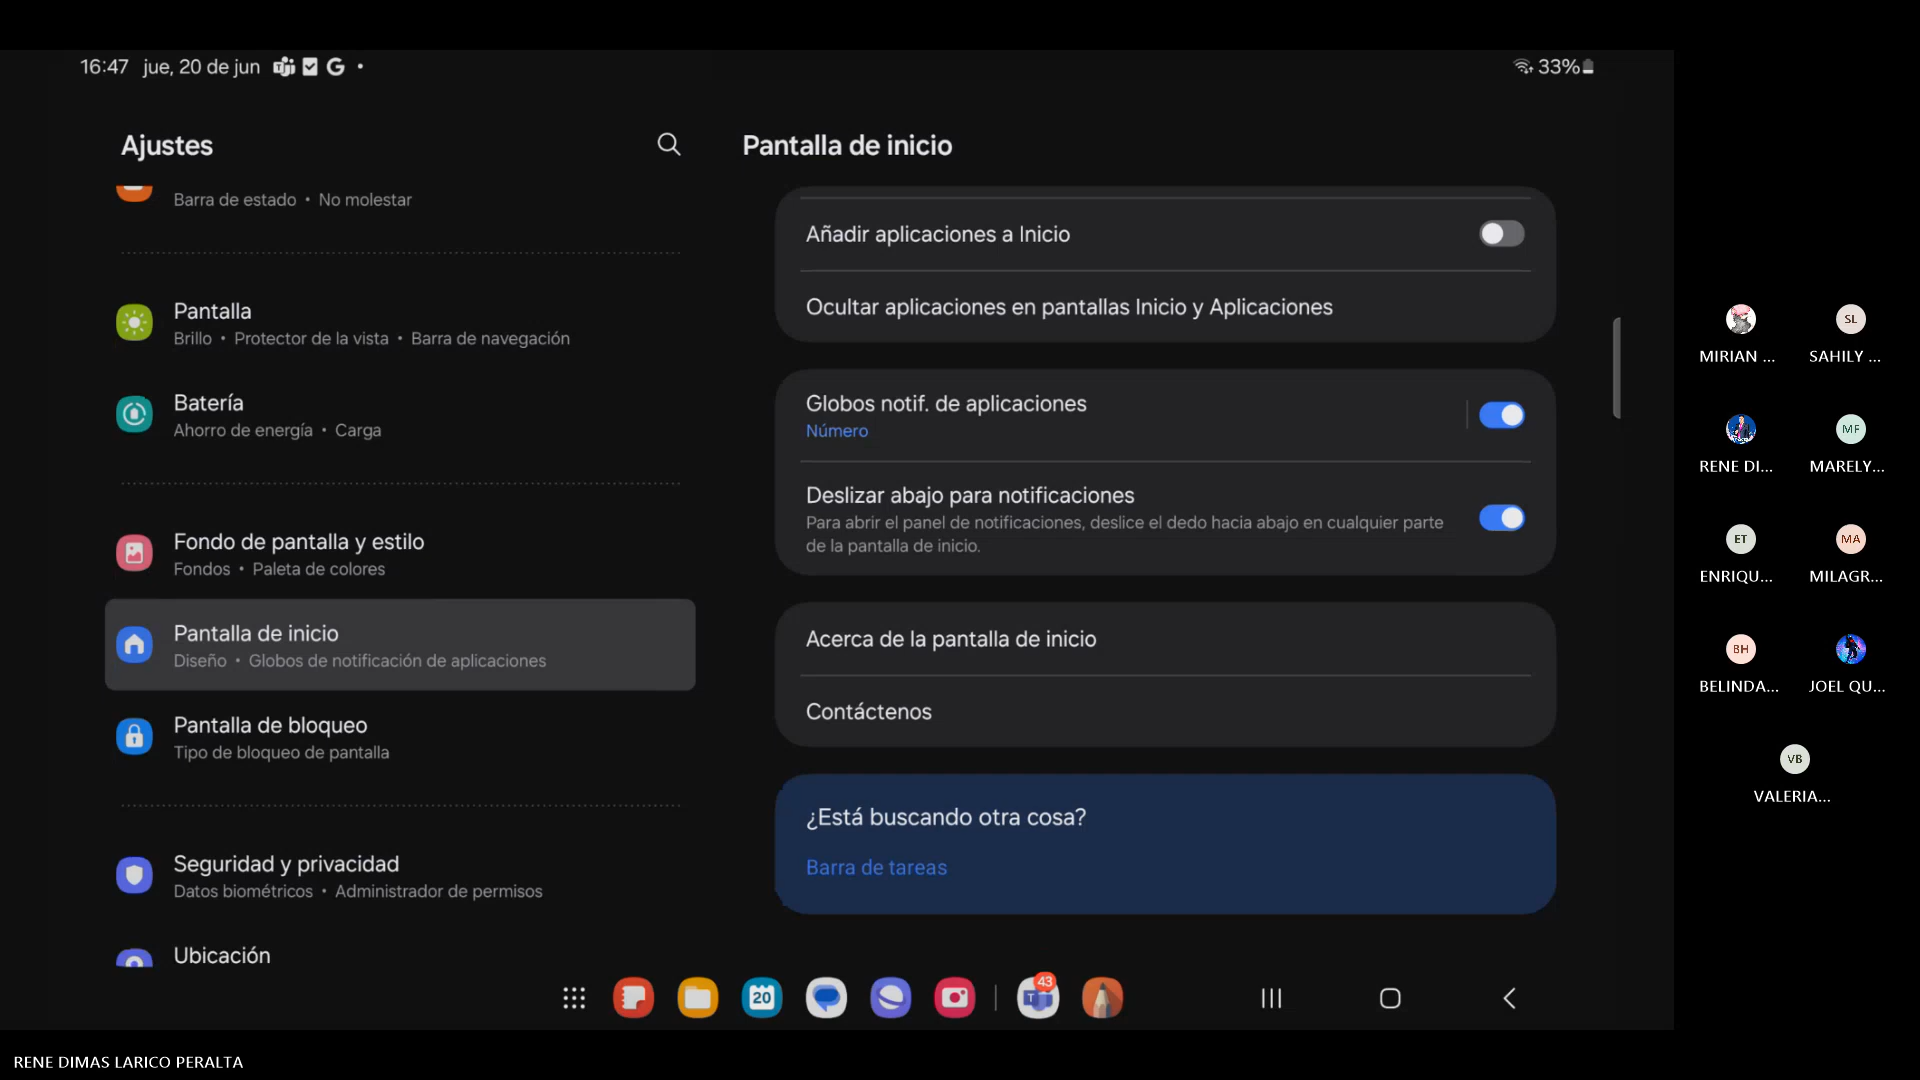 16:47 jue, 20 de jun
33%
Ajustes
Barra de estado • No molestar
Pantalla
Brillo • Protector de la vista • Barra de navegación
Batería
Ahorro de energía • Carga
Fondo de pantalla y estilo
Fondos • Paleta de colores
Pantalla de inicio
Diseño • Globos de notificación de aplicaciones
Pantalla de bloqueo
Tipo de bloqueo de pantalla
Seguridad y privacidad
Datos biométricos • Administrador de permisos
Ubicación
Pantalla de inicio
Añadir aplicaciones a Inicio
Ocultar aplicaciones en pantallas Inicio y Aplicaciones
Globos notif. de aplicaciones
Número
Deslizar abajo para notificaciones
Para abrir el panel de notificaciones, deslice el dedo hacia abajo en cualquier parte
de la pantalla de inicio.
Acerca de la pantalla de inicio
Contáctenos
¿Está buscando otra cosa?
Barra de tareas
20
43
SL
MIRIAN ... SAHILY ...
MF
RENE DI... MARELY...
ET MA
ENRIQU... MILAGR...
BH
BELINDA... JOEL QU...
VB
VALERIA...
RENE DIMAS LARICO PERALTA